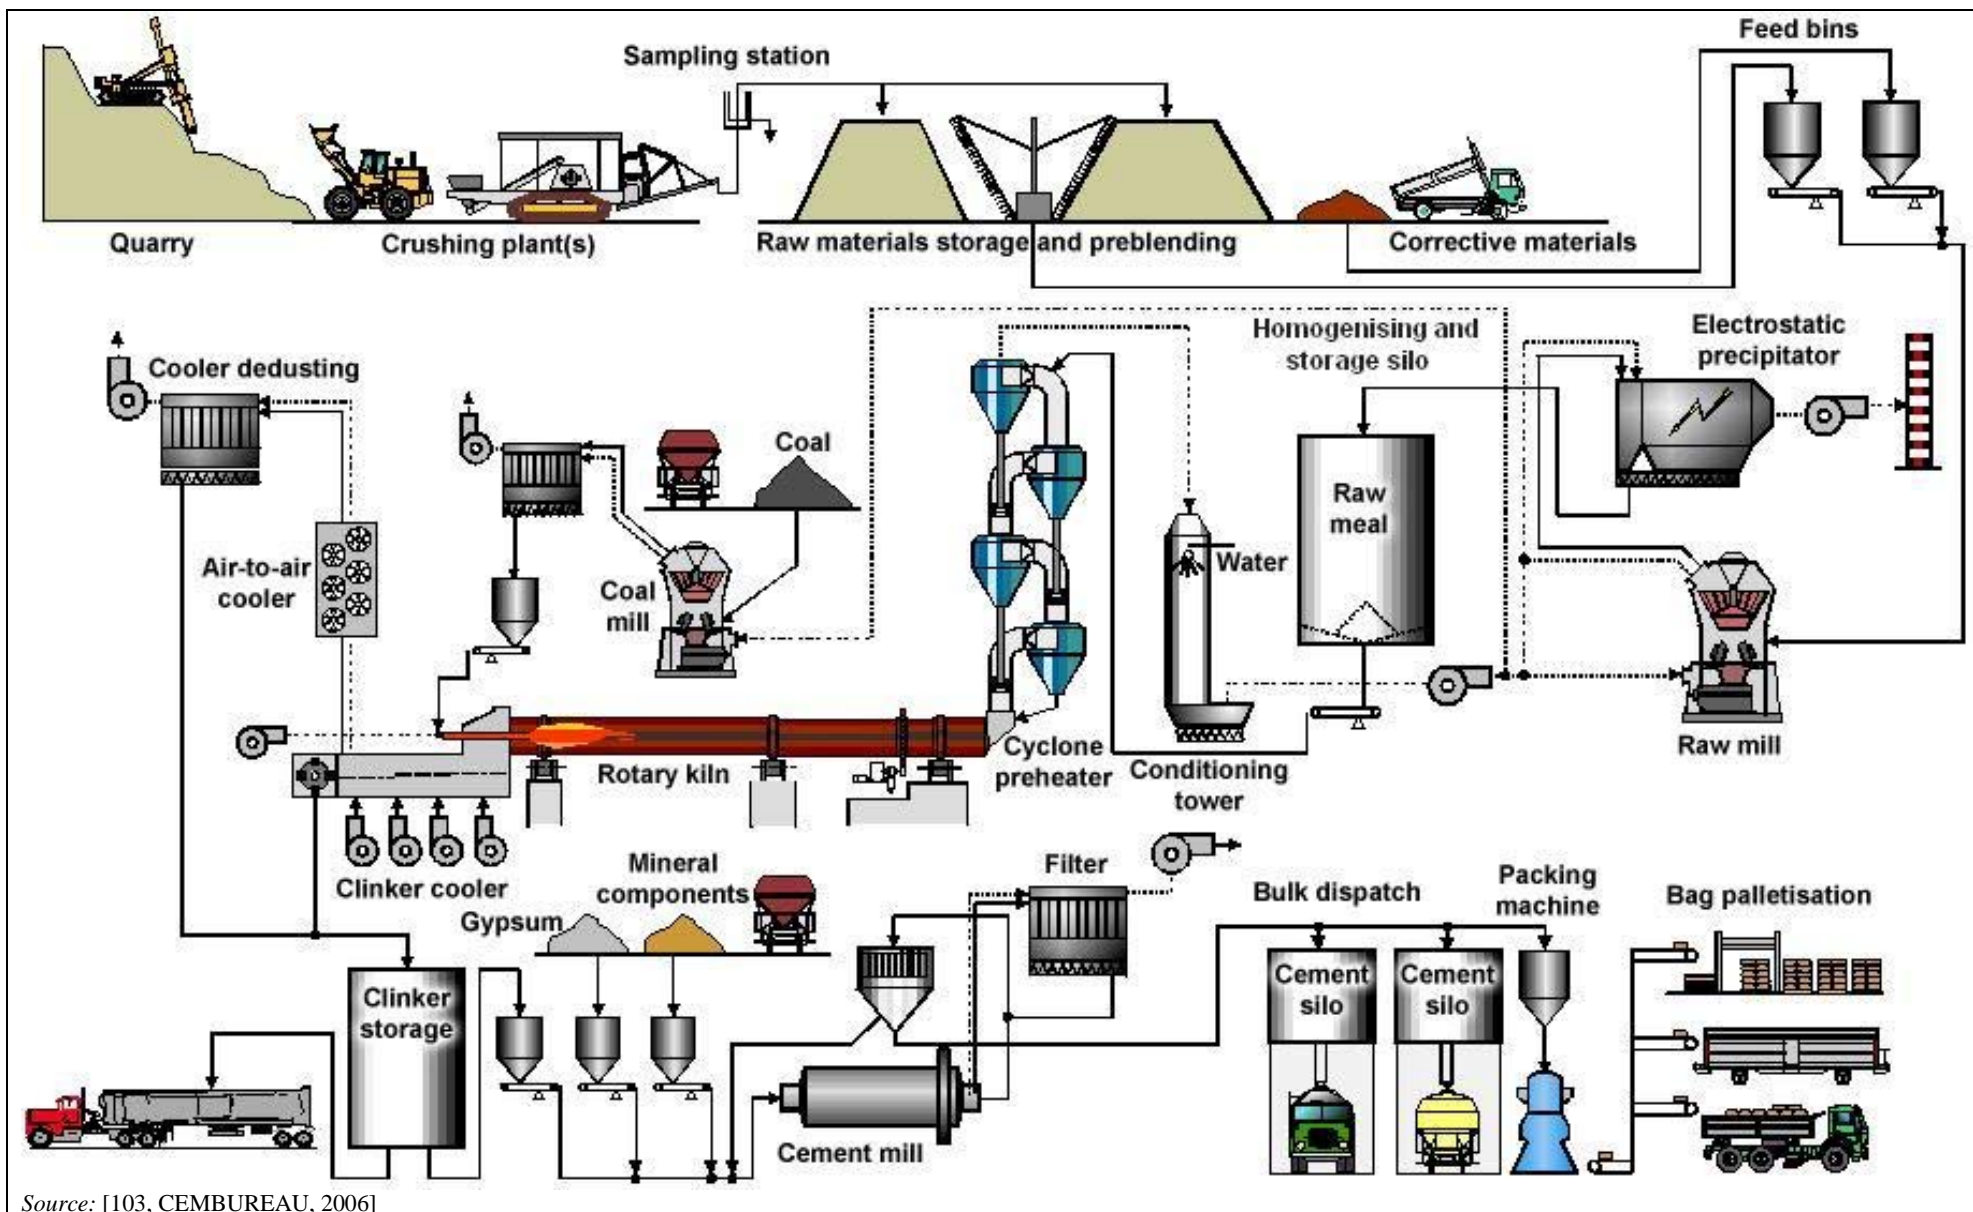 Feed bins
Sampling station
Quarry
Crushing plant(s)
Raw materials storage and preblending
Corrective materials
Cooler dedusting
Homogenising and
storage silo
Electrostatic
precipitator
Coal
Raw
meal
Water
Air-to-air
cooler
Coal
mill
Rotary kiln
Cyclone
preheater
Conditioning
tower
Raw mill
Clinker cooler
Gypsum
Mineral
components
Filter
Bulk dispatch
Packing
machine
Bag palletisation
Clinker
storage
Cement
silo
Cement
silo
Cement mill
Source: [103, CEMBUREAU, 2006]